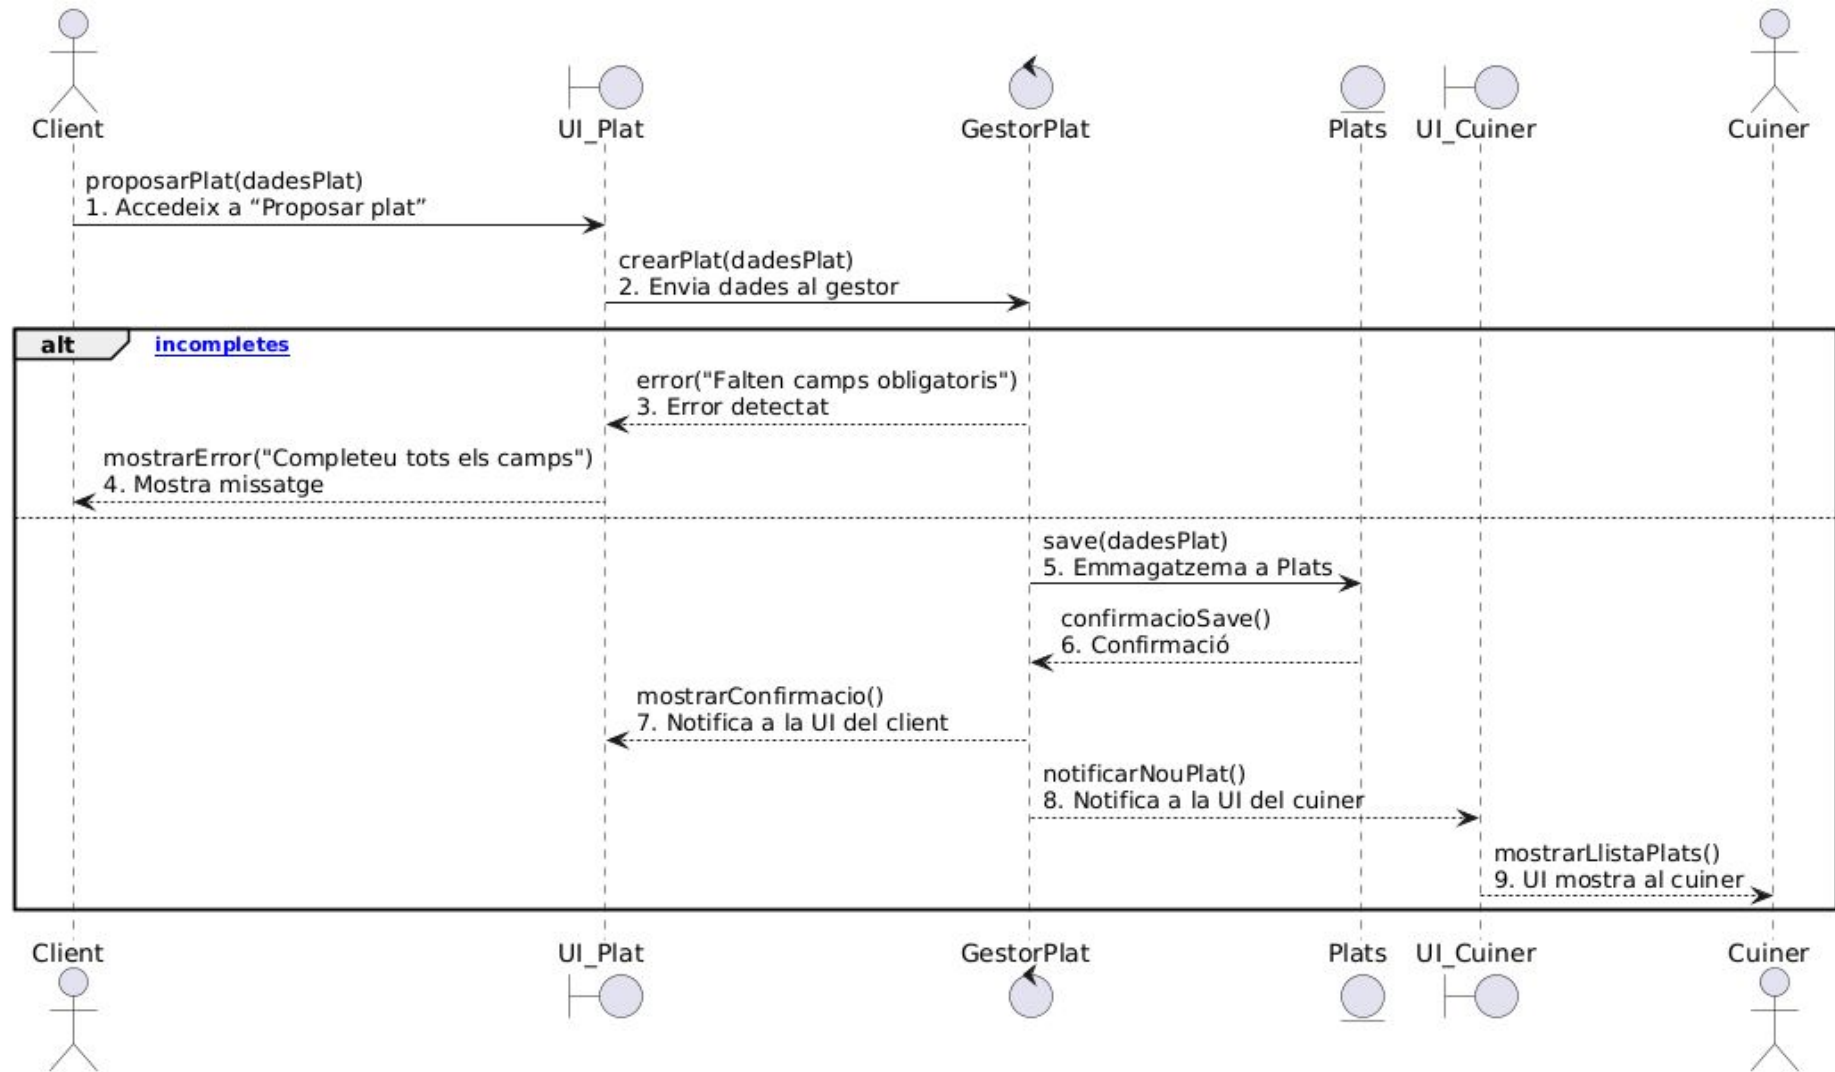 Client
UI_Plat
GestorPlat
Plats
UI_Cuiner
Cuiner
proposarPlat(dadesPlat)
1. Accedeix a “Proposar plat”
crearPlat(dadesPlat)
2. Envia dades al gestor
alt
incompletes
error("Falten camps obligatoris")
3. Error detectat
mostrarError("Completeu tots els camps")
4. Mostra missatge
save(dadesPlat)
5. Emmagatzema a Plats
confirmacioSave()
6. Confirmació
mostrarConfirmacio()
7. Notifica a la UI del client
notificarNouPlat()
8. Notifica a la UI del cuiner
mostrarLlistaPlats()
9. UI mostra al cuiner
Client
UI_Plat
GestorPlat
Plats
UI_Cuiner
Cuiner